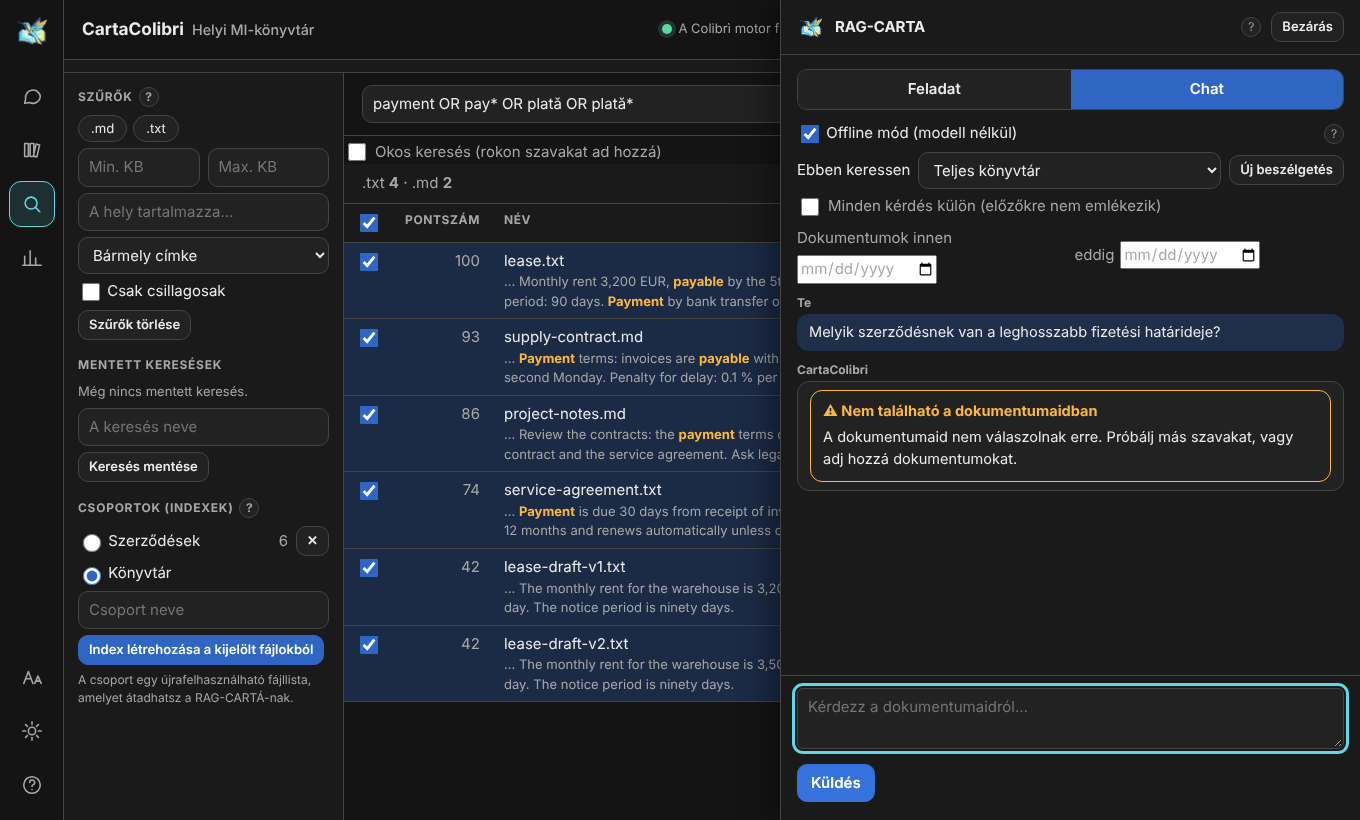 CartaColibri Helyi MI-könyvtár
A Colibrì motor f
SZŰRŐK ?
.md .txt
Min. KB Max. KB
A hely tartalmazza...
Bármely címke
Csak csillagosak
Szűrők törlése
MENTETT KERESÉSEK
Még nincs mentett keresés.
A keresés neve
Keresés mentése
CSOPORTOK (INDEXEK) ?
Szerződések 6 ✕
Könyvtár
Csoport neve
Index létrehozása a kijelölt fájlokból
A csoport egy újrafelhasználható fájllista,
amelyet átadhatsz a RAG-CARTÁ-nak.
payment OR pay* OR plată OR plată*
Okos keresés (rokon szavakat ad hozzá)
.txt 4 · .md 2
PONTSZÁM NÉV
100 lease.txt
... Monthly rent 3,200 EUR, payable by the 5t
period: 90 days. Payment by bank transfer o
93 supply-contract.md
... Payment terms: invoices are payable with
second Monday. Penalty for delay: 0.1 % per
86 project-notes.md
... Review the contracts: the payment terms
contract and the service agreement. Ask lega
74 service-agreement.txt
... Payment is due 30 days from receipt of inv
12 months and renews automatically unless
42 lease-draft-v1.txt
... The monthly rent for the warehouse is 3,20
day. The notice period is ninety days.
42 lease-draft-v2.txt
... The monthly rent for the warehouse is 3,50
day. The notice period is ninety days.
RAG-CARTA ? Bezárás
Feladat Chat
Offline mód (modell nélkül) ?
Ebben keressen Teljes könyvtár Új beszélgetés
Minden kérdés külön (előzőkre nem emlékezik)
Dokumentumok innen
mm/dd/yyyy eddig mm/dd/yyyy
Te
Melyik szerződésnek van a leghosszabb fizetési határideje?
CartaColibri
⚠ Nem található a dokumentumaidban
A dokumentumaid nem válaszolnak erre. Próbálj más szavakat, vagy
adj hozzá dokumentumokat.
Kérdezz a dokumentumaidról...
Küldés